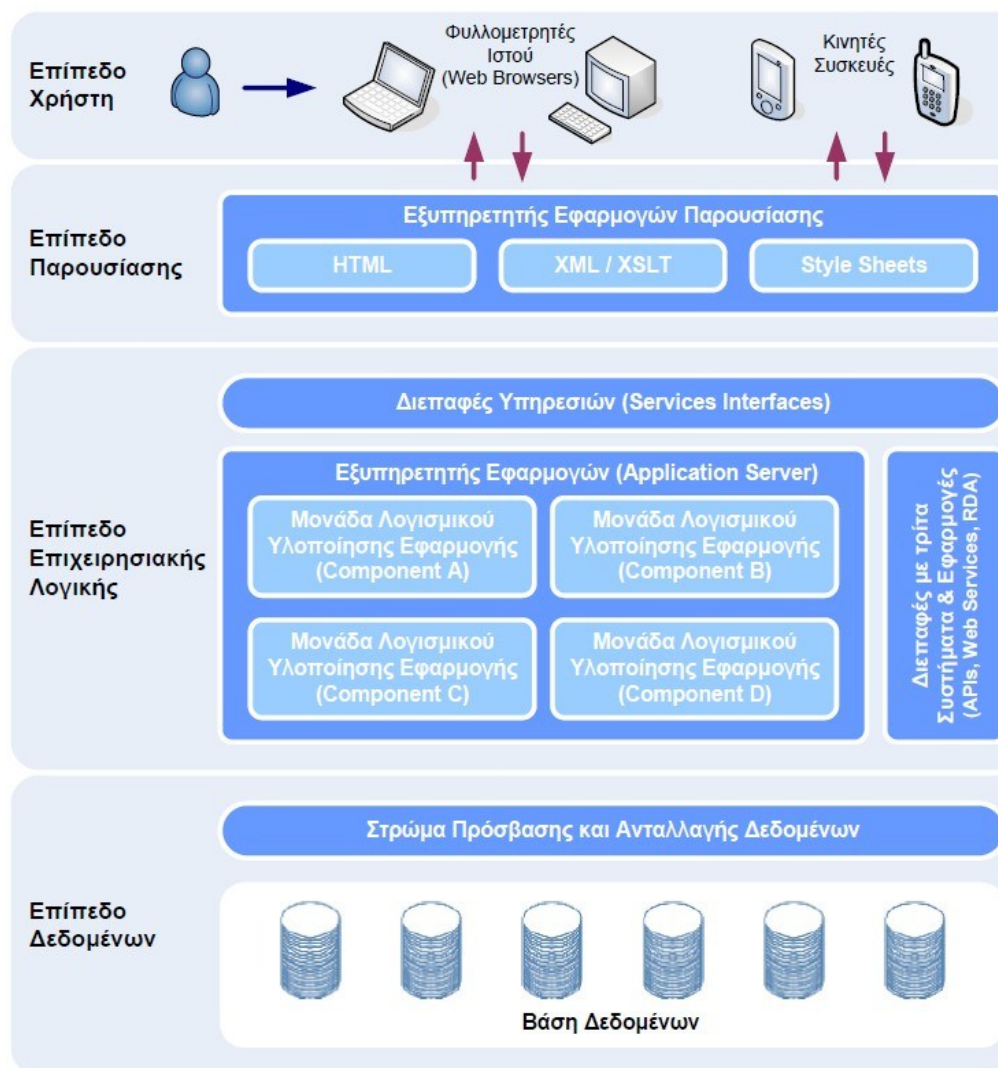 Επίπεδο
Χρήστη
Φυλλομετρητές
Ιστού
(Web Browsers)
Κινητές
Συσκευές
Επίπεδο
Παρουσίασης
Εξυπηρετητής Εφαρμογών Παρουσίασης
HTML
XML / XSLT
Style Sheets
Επίπεδο
Επιχειρησιακής
Λογικής
Διεπαφές Υπηρεσιών (Services Interfaces)
Εξυπηρετητής Εφαρμογών (Application Server)
Μονάδα Λογισμικού
Υλοποίησης Εφαρμογής
(Component A)
Μονάδα Λογισμικού
Υλοποίησης Εφαρμογής
(Component B)
Μονάδα Λογισμικού
Υλοποίησης Εφαρμογής
(Component C)
Μονάδα Λογισμικού
Υλοποίησης Εφαρμογής
(Component D)
Διεπαφές με τρίτα
Συστήματα & Εφαρμογές
(APIs, Web Services, RDA)
Επίπεδο
Δεδομένων
Στρώμα Πρόσβασης και Ανταλλαγής Δεδομένων
Βάση Δεδομένων